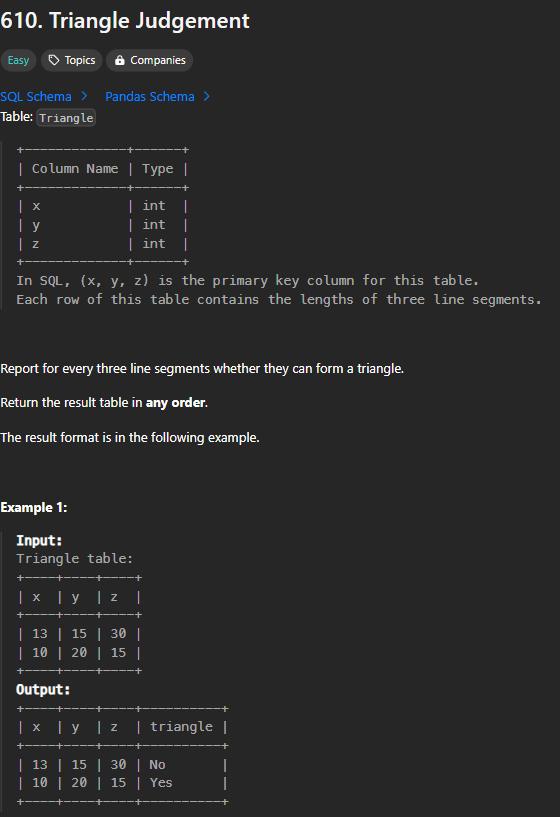 610. Triangle Judgement
Easy Topics Companies
SQL Schema > Pandas Schema >
Table: Triangle
+-------------+------+
| Column Name | Type |
+-------------+------+
| x           | int  |
| y           | int  |
| z           | int  |
+-------------+------+
In SQL, (x, y, z) is the primary key column for this table.
Each row of this table contains the lengths of three line segments.
Report for every three line segments whether they can form a triangle.
Return the result table in any order.
The result format is in the following example.
Example 1:
Input:
Triangle table:
+----+----+----+
| x  | y  | z  |
+----+----+----+
| 13 | 15 | 30 |
| 10 | 20 | 15 |
+----+----+----+
Output:
+----+----+----+----------+
| x  | y  | z  | triangle |
+----+----+----+----------+
| 13 | 15 | 30 | No       |
| 10 | 20 | 15 | Yes      |
+----+----+----+----------+